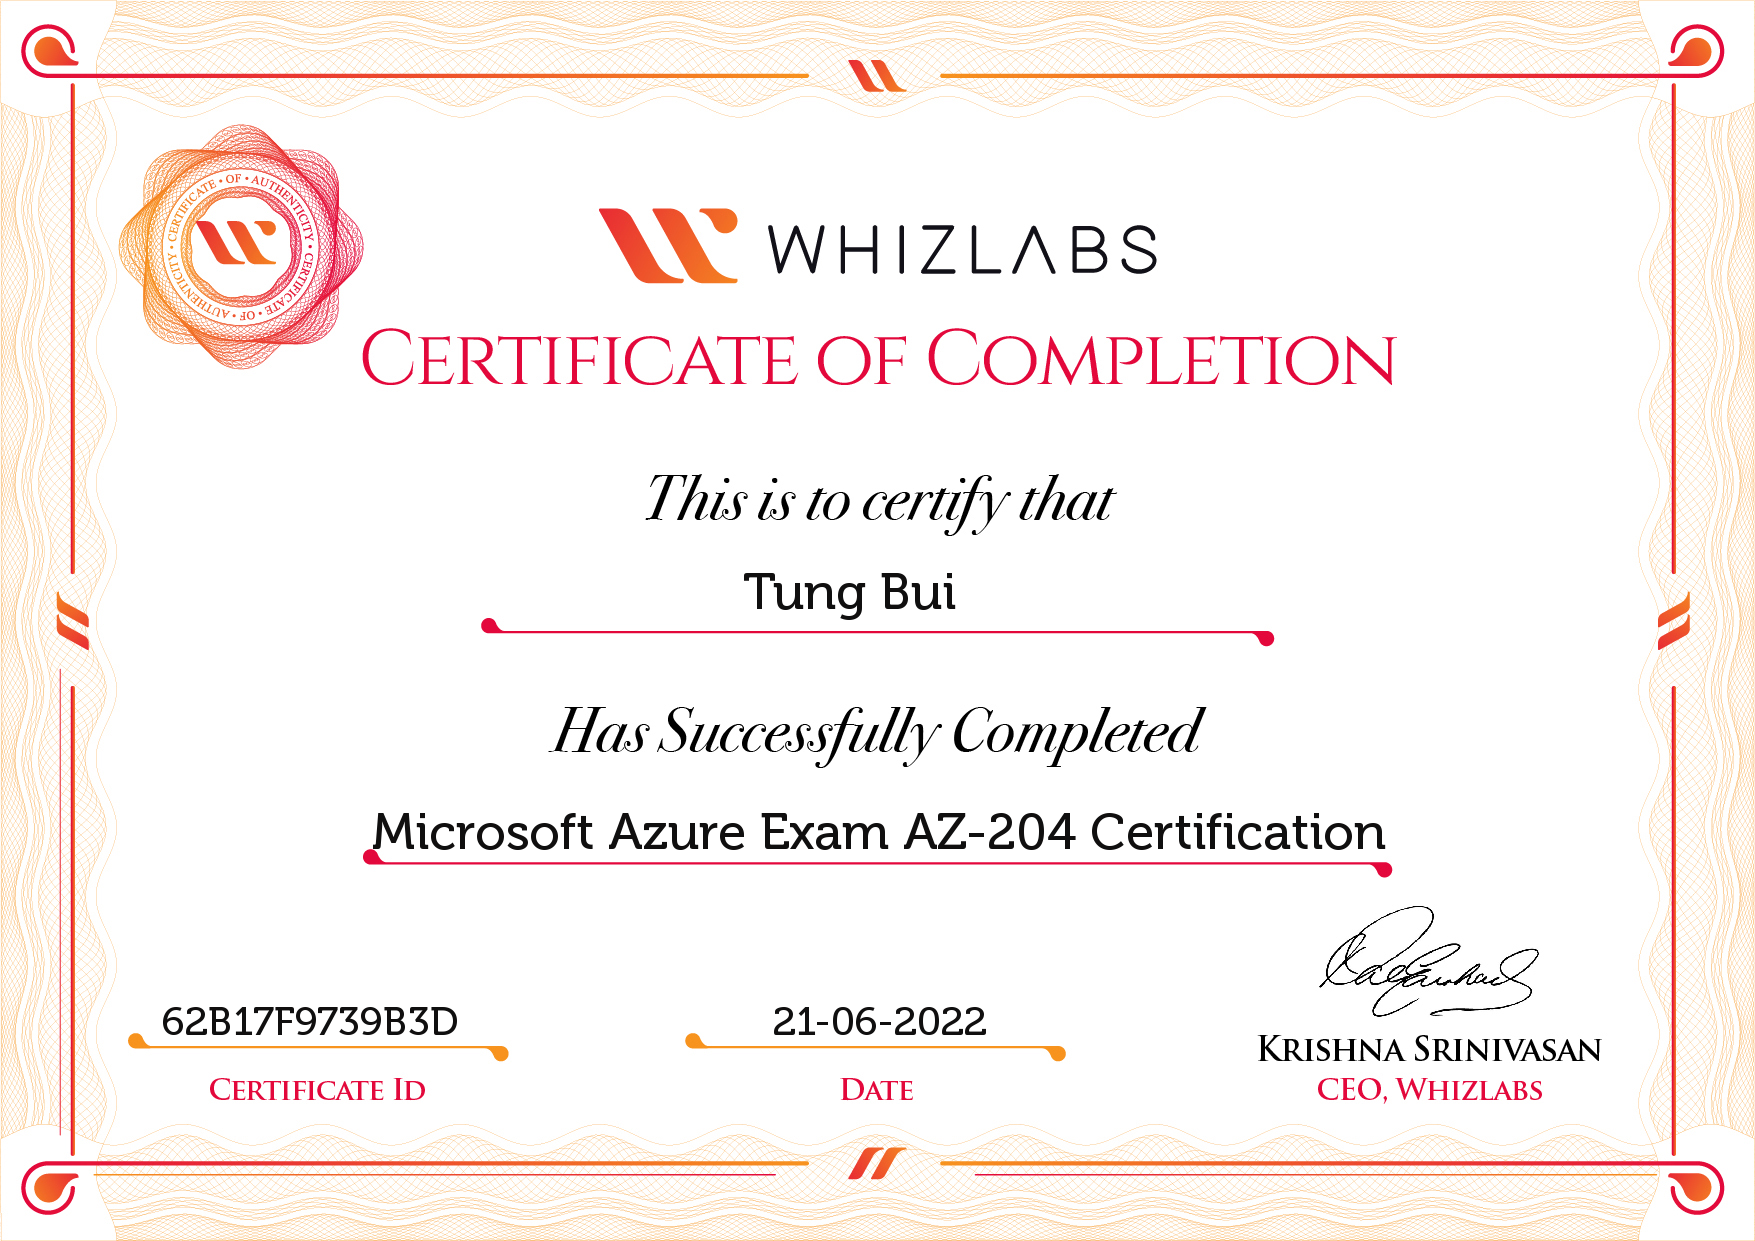 CERTIFICATE • OF • AUTHENTICITY • CERTIFICATE • OF • AUTHENTICITY •
WHIZLABS
CERTIFICATE OF COMPLETION
This is to certify that
Tung Bui
Has Successfully Completed
Microsoft Azure Exam AZ-204 Certification
62B17F9739B3D
CERTIFICATE ID
21-06-2022
DATE
KRISHNA SRINIVASAN
CEO, WHIZLABS